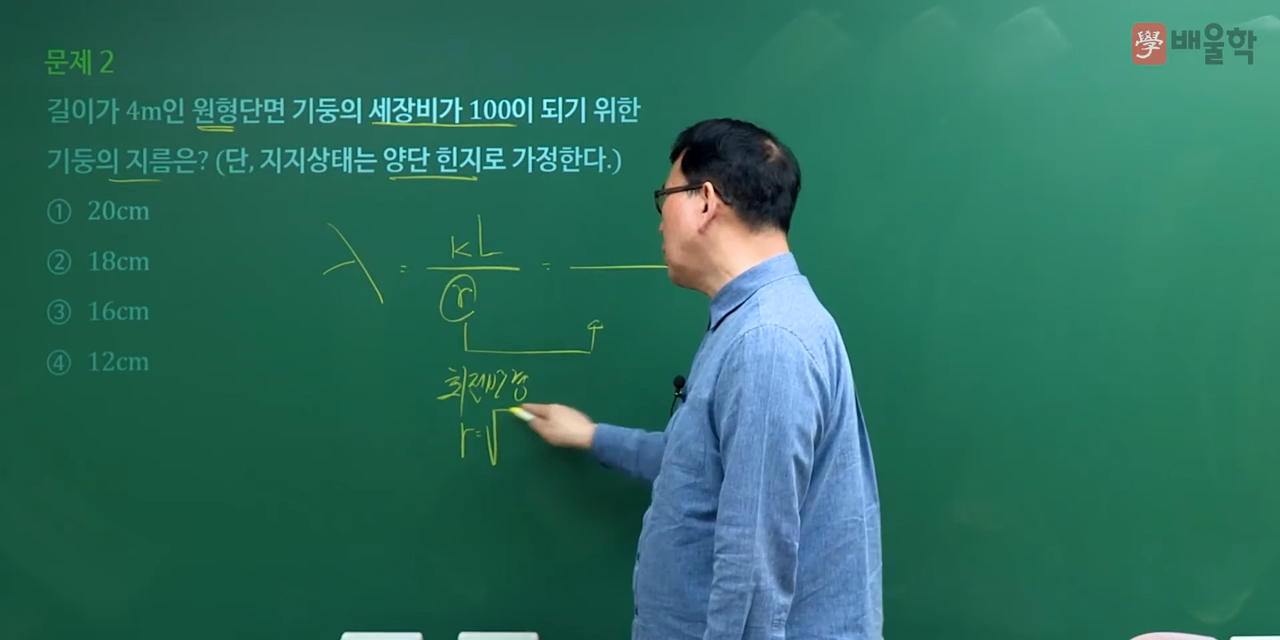 學 배울학
문제 2
길이가 4m인 원형단면 기둥의 세장비가 100이 되기 위한
기둥의 지름은? (단, 지지상태는 양단 힌지로 가정한다.)
① 20cm
② 18cm
③ 16cm
④ 12cm
λ = kL / r =
회전반경
r = √